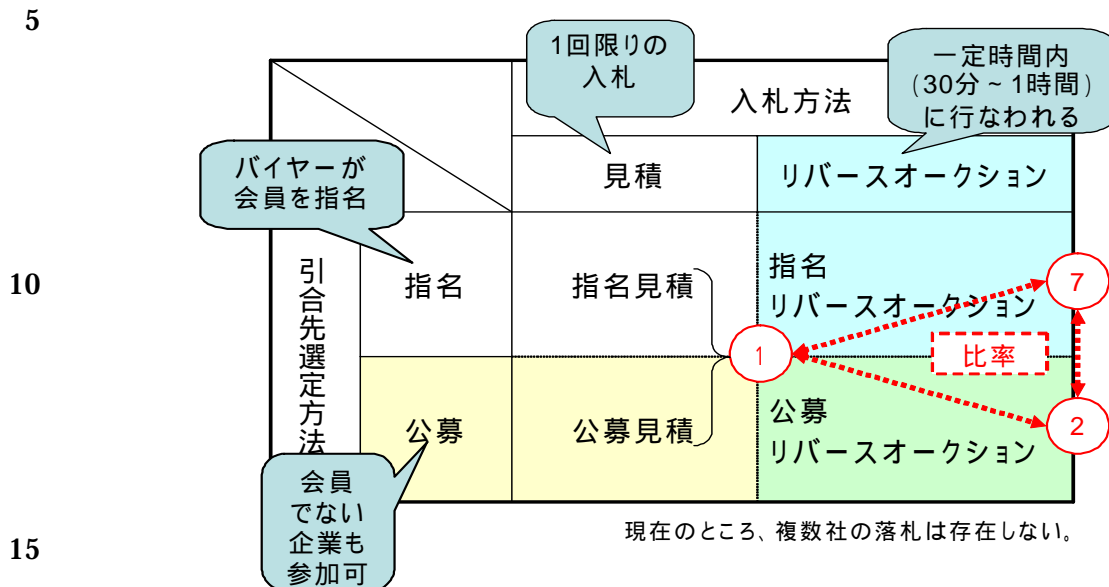 5
1回限りの
入札
一定時間内
(30分~1時間)
に行なわれる
入札方法
バイヤーが
会員を指名
見積
リバースオークション
10
引合先選定方法
指名
指名見積
指名
リバースオークション
7
1
比率
公募
公募見積
公募
リバースオークション
2
会員
でない
企業も
参加可
現在のところ、複数社の落札は存在しない。
15